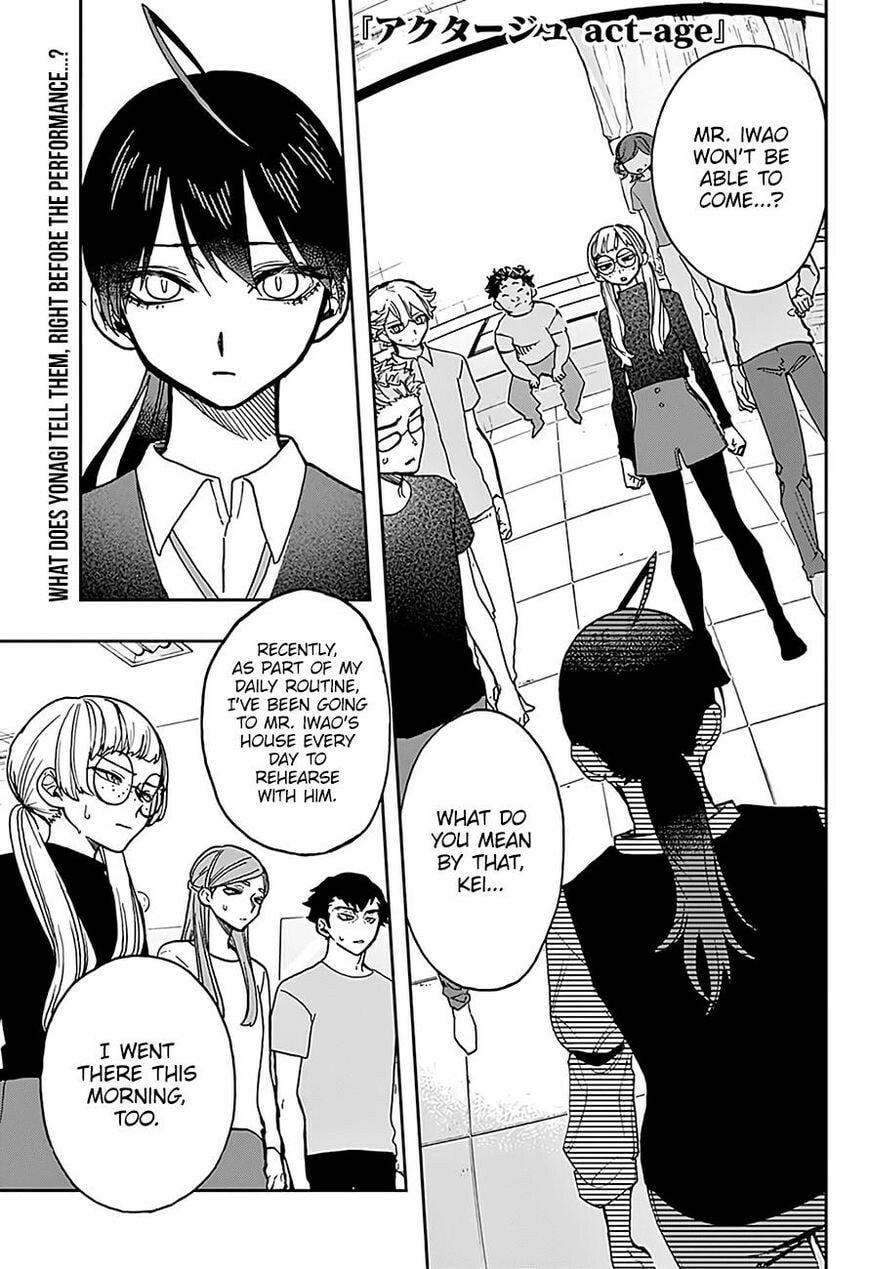 『アクタージュ act-age』
MR. IWAO
WON'T BE
ABLE TO
COME...?
WHAT DO
YOU MEAN
BY THAT,
KEI...
WHAT DOES YONAGI TELL THEM, RIGHT BEFORE THE PERFORMANCE...?
RECENTLY,
AS PART OF MY
DAILY ROUTINE,
I'VE BEEN GOING
TO MR. IWAO'S
HOUSE EVERY
DAY TO
REHEARSE
WITH HIM.
I WENT
THERE THIS
MORNING,
TOO.